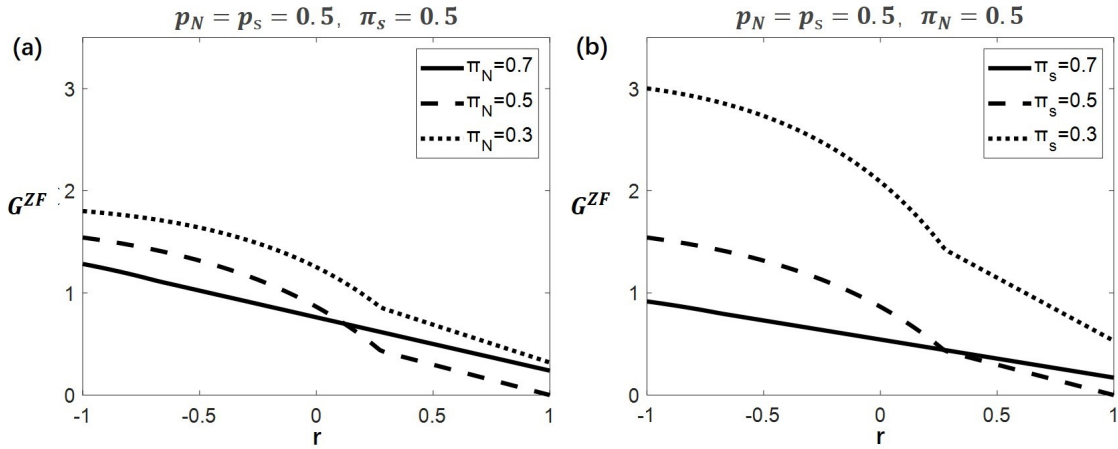 p_N = p_s = 0.5, π_s = 0.5
(a)
π_N=0.7
π_N=0.5
π_N=0.3
3
2
1
0
G^ZF
-1 -0.5 0 0.5 1
r
p_N = p_s = 0.5, π_N = 0.5
(b)
π_s=0.7
π_s=0.5
π_s=0.3
3
2
1
0
G^ZF
-1 -0.5 0 0.5 1
r